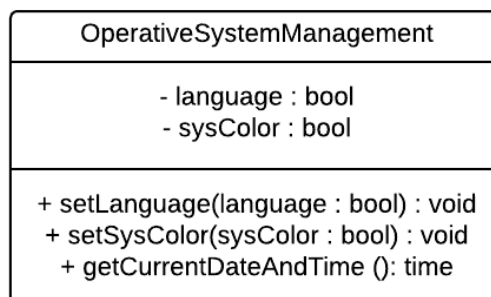 OperativeSystemManagement
- language : bool
- sysColor : bool
+ setLanguage(language : bool) : void
+ setSysColor(sysColor : bool) : void
+ getCurrentDateAndTime (): time